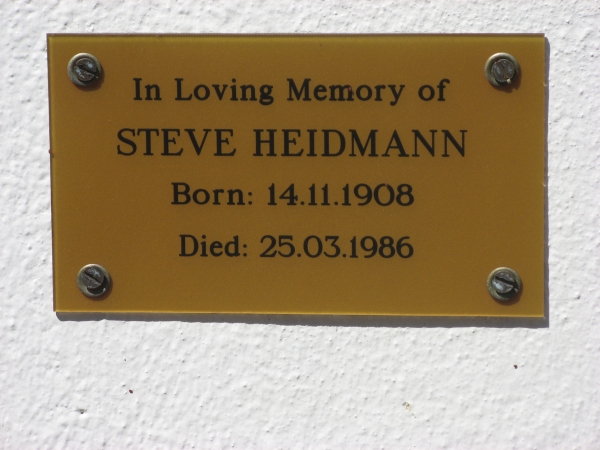 In Loving Memory of
STEVE HEIDMANN
Born: 14.11.1908
Died: 25.03.1986